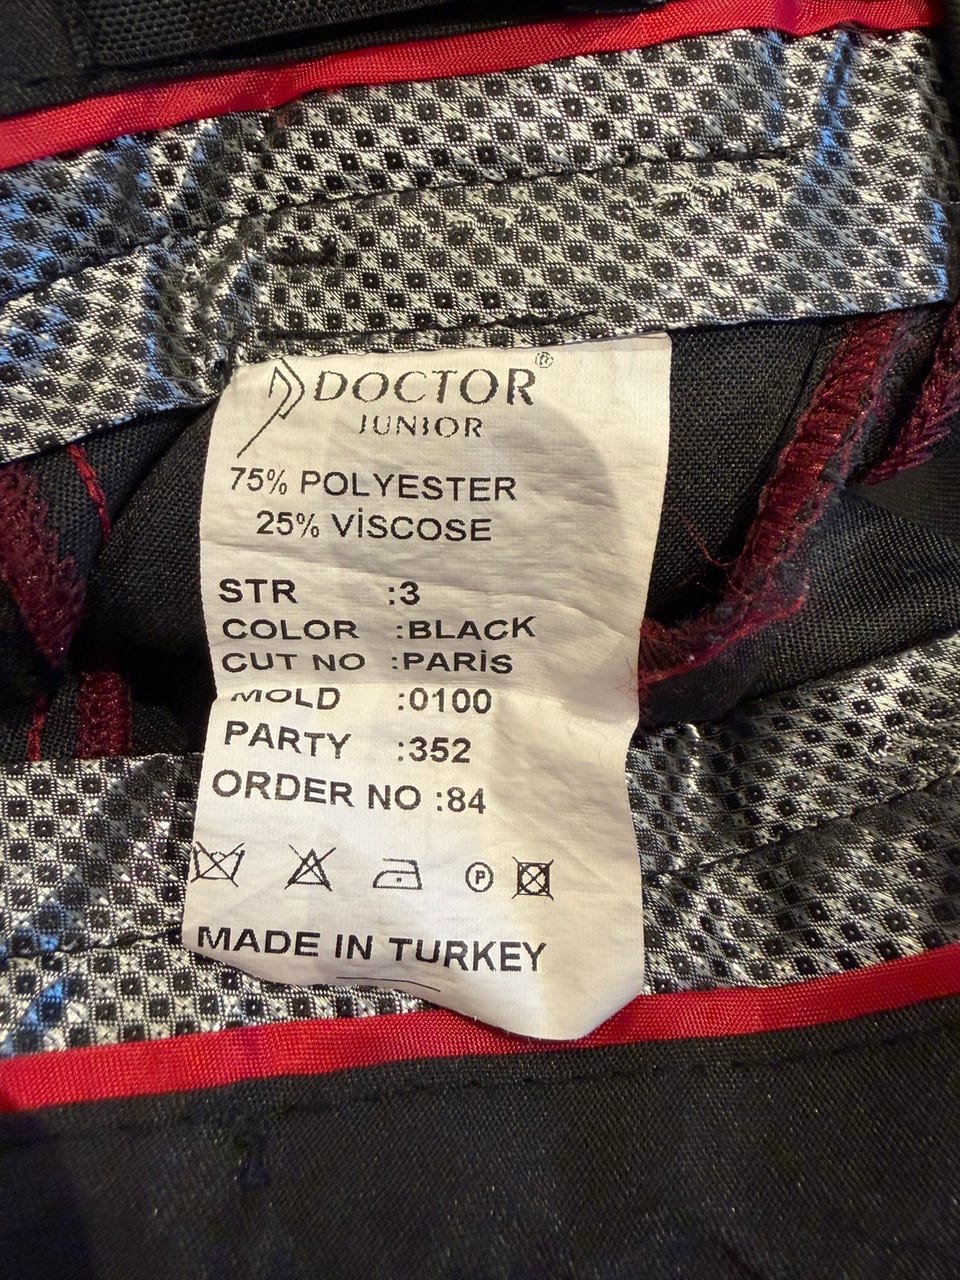 DOCTOR®
JUNIOR
75% POLYESTER
25% VİSCOSE
STR :3
COLOR :BLACK
CUT NO :PARİS
MOLD :0100
PARTY :352
ORDER NO :84
P
MADE IN TURKEY